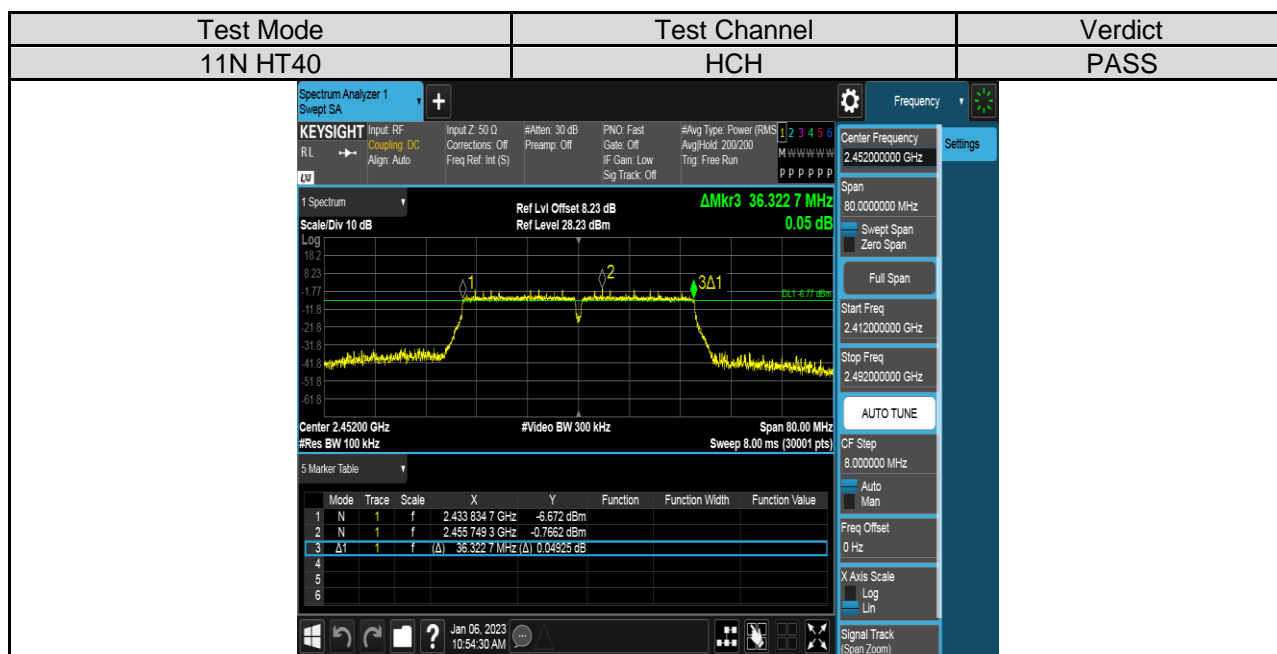 Test Mode Test Channel Verdict
11N HT40 HCH PASS
Spectrum Analyzer 1
Swept SA
+
Frequency
KEYSIGHT
RL
LXI
Input: RF
Coupling: DC
Align: Auto
Input Z: 50 Ω
Corrections: Off
Freq Ref: Int (S)
#Atten: 30 dB
Preamp: Off
PNO: Fast
Gate: Off
IF Gain: Low
Sig Track: Off
#Avg Type: Power (RMS
Avg|Hold: 200/200
Trig: Free Run
1 2 3 4 5 6
M W W W W W
P P P P P P
1 Spectrum
Scale/Div 10 dB
Ref Lvl Offset 8.23 dB
Ref Level 28.23 dBm
ΔMkr3 36.322 7 MHz
0.05 dB
Log
18.2
8.23
-1.77
-11.8
-21.8
-31.8
-41.8
-51.8
-61.8
1
2
3Δ1
DL1 -6.77 dBm
Center 2.45200 GHz
#Video BW 300 kHz
Span 80.00 MHz
#Res BW 100 kHz
Sweep 8.00 ms (30001 pts)
5 Marker Table
Mode Trace Scale X Y Function Function Width Function Value
1 N 1 f 2.433 834 7 GHz -6.672 dBm
2 N 1 f 2.455 749 3 GHz -0.7662 dBm
3 Δ1 1 f (Δ) 36.322 7 MHz (Δ) 0.04925 dB
4
5
6
?
Jan 06, 2023
10:54:30 AM
Center Frequency
2.452000000 GHz
Settings
Span
80.0000000 MHz
Swept Span
Zero Span
Full Span
Start Freq
2.412000000 GHz
Stop Freq
2.492000000 GHz
AUTO TUNE
CF Step
8.000000 MHz
Auto
Man
Freq Offset
0 Hz
X Axis Scale
Log
Lin
Signal Track
(Span Zoom)